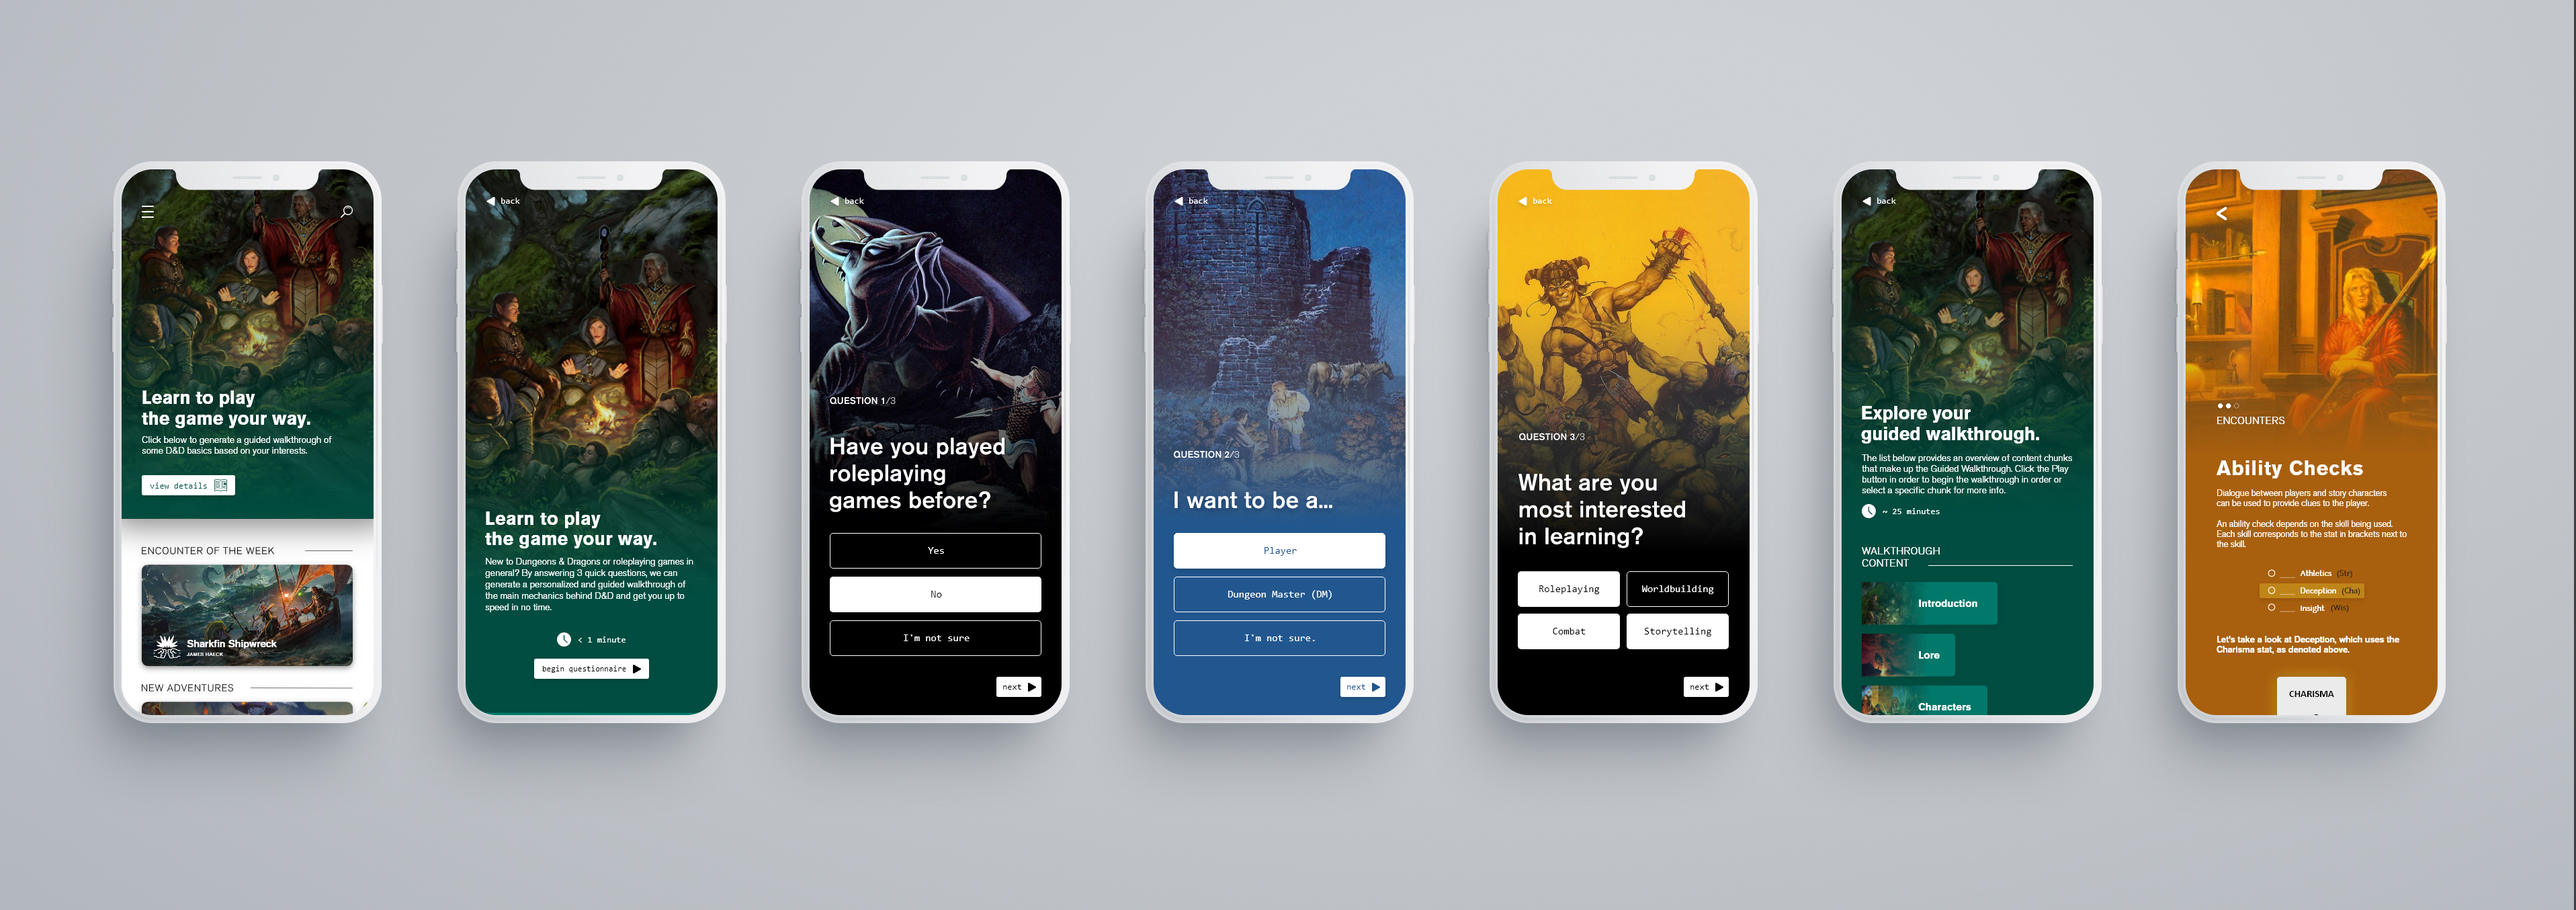 Learn to play
the game your way.
Click below to generate a guided walkthrough of
some D&D basics based on your interests.
view details
ENCOUNTER OF THE WEEK
Sharkfin Shipwreck
JAMES HAECK
NEW ADVENTURES
back
Learn to play
the game your way.
New to Dungeons & Dragons or roleplaying games in
general? By answering 3 quick questions, we can
generate a personalized and guided walkthrough of
the main mechanics behind D&D and get you up to
speed in no time.
< 1 minute
begin questionnaire
back
QUESTION 1/3
Have you played
roleplaying
games before?
Yes
No
I'm not sure
next
back
QUESTION 2/3
I want to be a...
Player
Dungeon Master (DM)
I'm not sure.
next
back
QUESTION 3/3
What are you
most interested
in learning?
Roleplaying
Worldbuilding
Combat
Storytelling
next
back
Explore your
guided walkthrough.
The list below provides an overview of content chunks
that make up the Guided Walkthrough. Click the Play
button in order to begin the walkthrough in order or
select a specific chunk for more info.
~ 25 minutes
WALKTHROUGH
CONTENT
Introduction
Lore
Characters
ENCOUNTERS
Ability Checks
Dialogue between players and story characters
can be used to provide clues to the player.
An ability check depends on the skill being used.
Each skill corresponds to the stat in brackets next to
the skill.
Athletics (Str)
Deception (Cha)
Insight (Wis)
Let's take a look at Deception, which uses the
Charisma stat, as denoted above.
CHARISMA